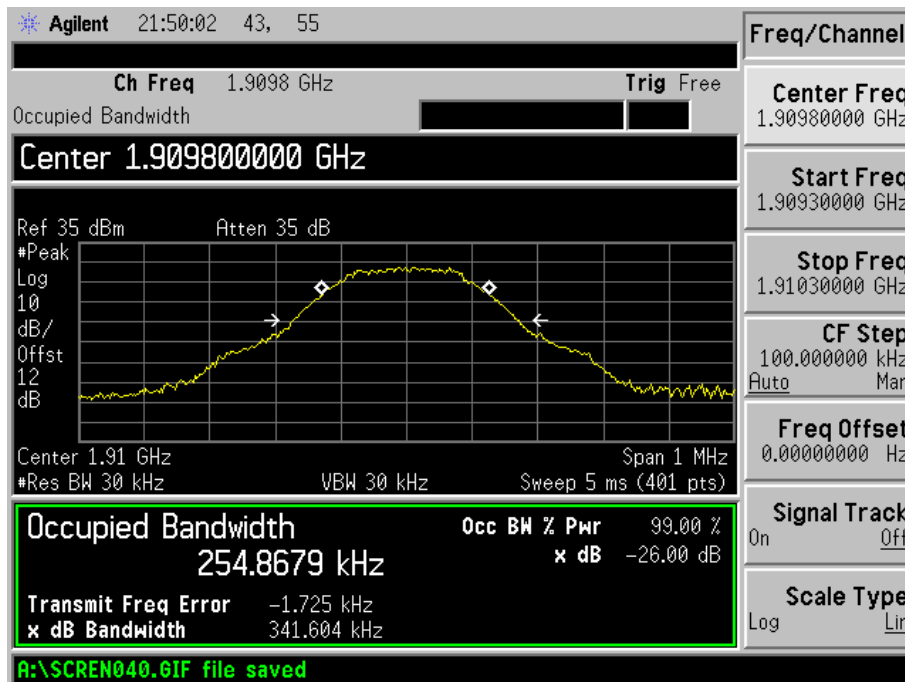 Agilent 21:50:02 43, 55
Ch Freq 1.9098 GHz Trig Free
Occupied Bandwidth
Center 1.909800000 GHz
Ref 35 dBm Atten 35 dB
#Peak
Log
10
dB/
Offst
12
dB
Center 1.91 GHz Span 1 MHz
#Res BW 30 kHz VBW 30 kHz Sweep 5 ms (401 pts)
Occupied Bandwidth
254.8679 kHz
Occ BW % Pwr 99.00 %
x dB -26.00 dB
Transmit Freq Error -1.725 kHz
x dB Bandwidth 341.604 kHz
A:\SCREN040.GIF file saved
Freq/Channel
Center Freq
1.90980000 GHz
Start Freq
1.90930000 GHz
Stop Freq
1.91030000 GHz
CF Step
100.000000 kHz
Auto Man
Freq Offset
0.00000000 Hz
Signal Track
On Off
Scale Type
Log Lin